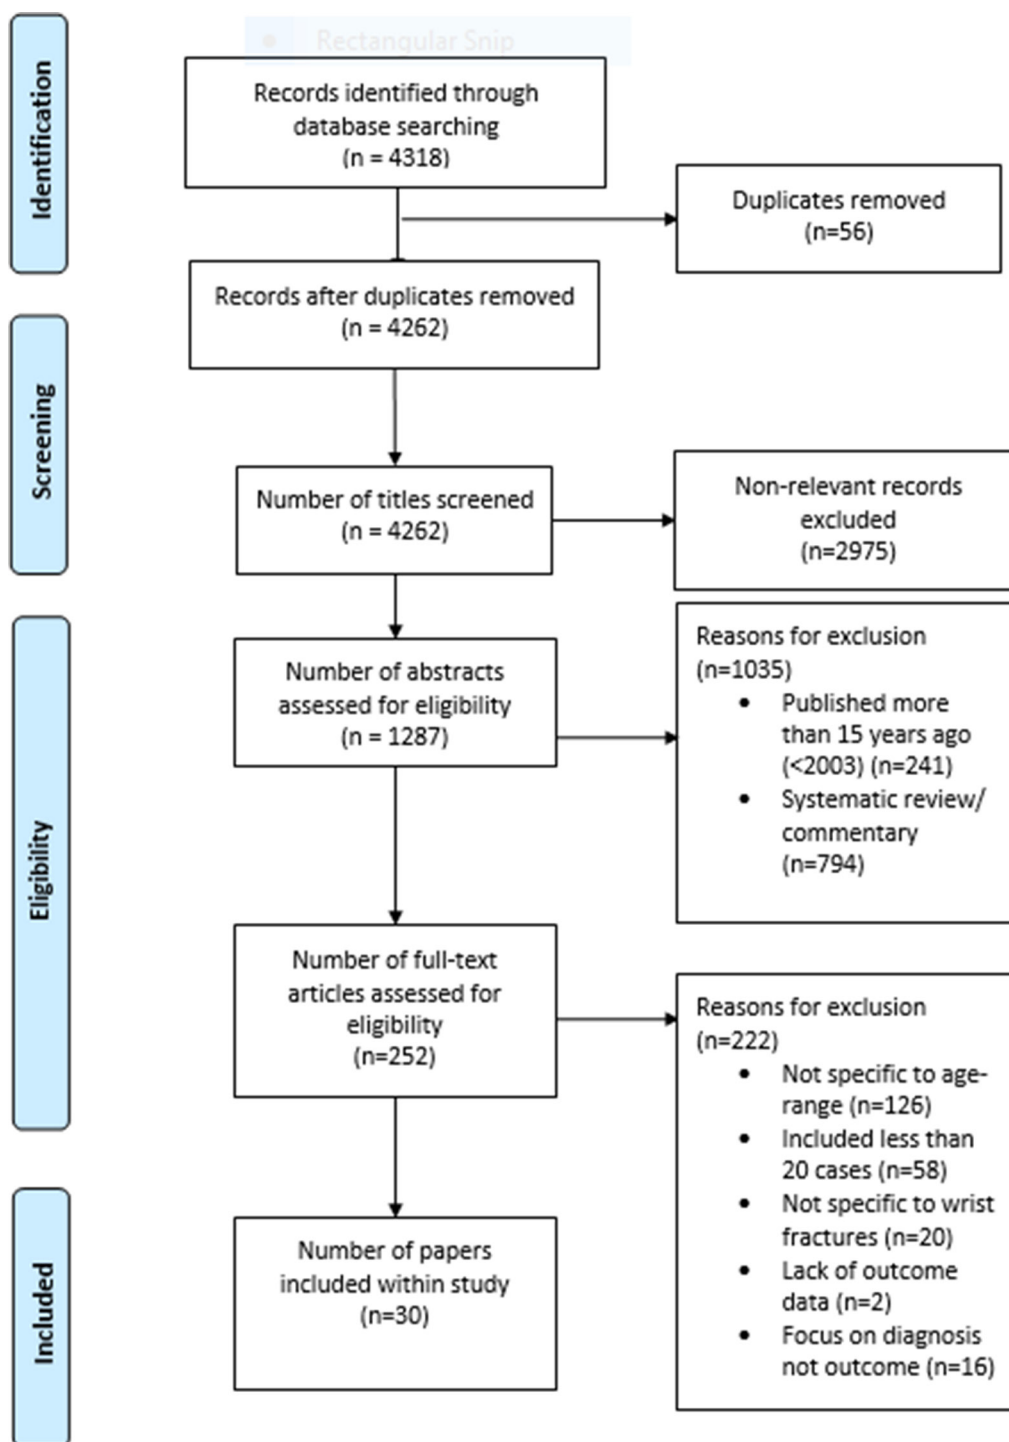 Rectangular Snip
Identification
Records identified through
database searching
(n = 4318)
Duplicates removed
(n=56)
Records after duplicates removed
(n = 4262)
Screening
Number of titles screened
(n = 4262)
Non-relevant records
excluded
(n=2975)
Eligibility
Number of abstracts
assessed for eligibility
(n = 1287)
Reasons for exclusion
(n=1035)
• Published more
than 15 years ago
(<2003) (n=241)
• Systematic review/
commentary
(n=794)
Number of full-text
articles assessed for
eligibility
(n=252)
Reasons for exclusion
(n=222)
• Not specific to age-
range (n=126)
• Included less than
20 cases (n=58)
• Not specific to wrist
fractures (n=20)
• Lack of outcome
data (n=2)
• Focus on diagnosis
not outcome (n=16)
Included
Number of papers
included within study
(n=30)